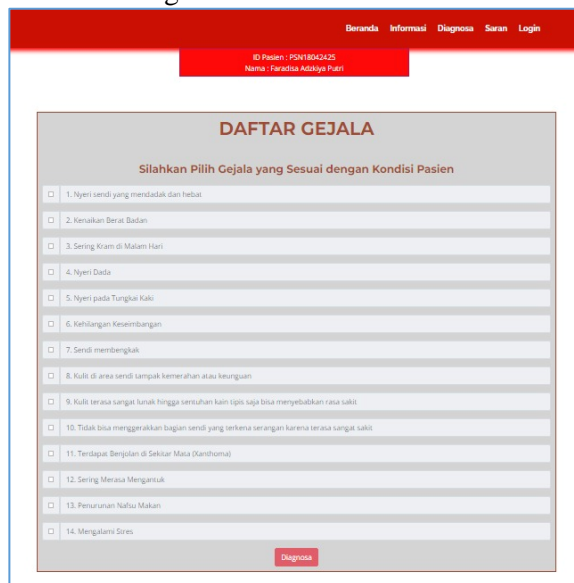 Beranda Informasi Diagnosa Saran Login
ID Pasien : PSN18042425
Nama : Faradisa Adzkiya Putri
DAFTAR GEJALA
Silahkan Pilih Gejala yang Sesuai dengan Kondisi Pasien
1. Nyeri sendi yang mendadak dan hebat
2. Kenaikan Berat Badan
3. Sering Kram di Malam Hari
4. Nyeri Dada
5. Nyeri pada Tungkai Kaki
6. Kehilangan Keseimbangan
7. Sendi membengkak
8. Kulit di area sendi tampak kemerahan atau keunguan
9. Kulit terasa sangat lunak hingga sentuhan kain tipis saja bisa menyebabkan rasa sakit
10. Tidak bisa menggerakkan bagian sendi yang terkena serangan karena terasa sangat sakit
11. Terdapat Benjolan di Sekitar Mata (Xanthoma)
12. Sering Merasa Mengantuk
13. Penurunan Nafsu Makan
14. Mengalami Stres
Diagnosa